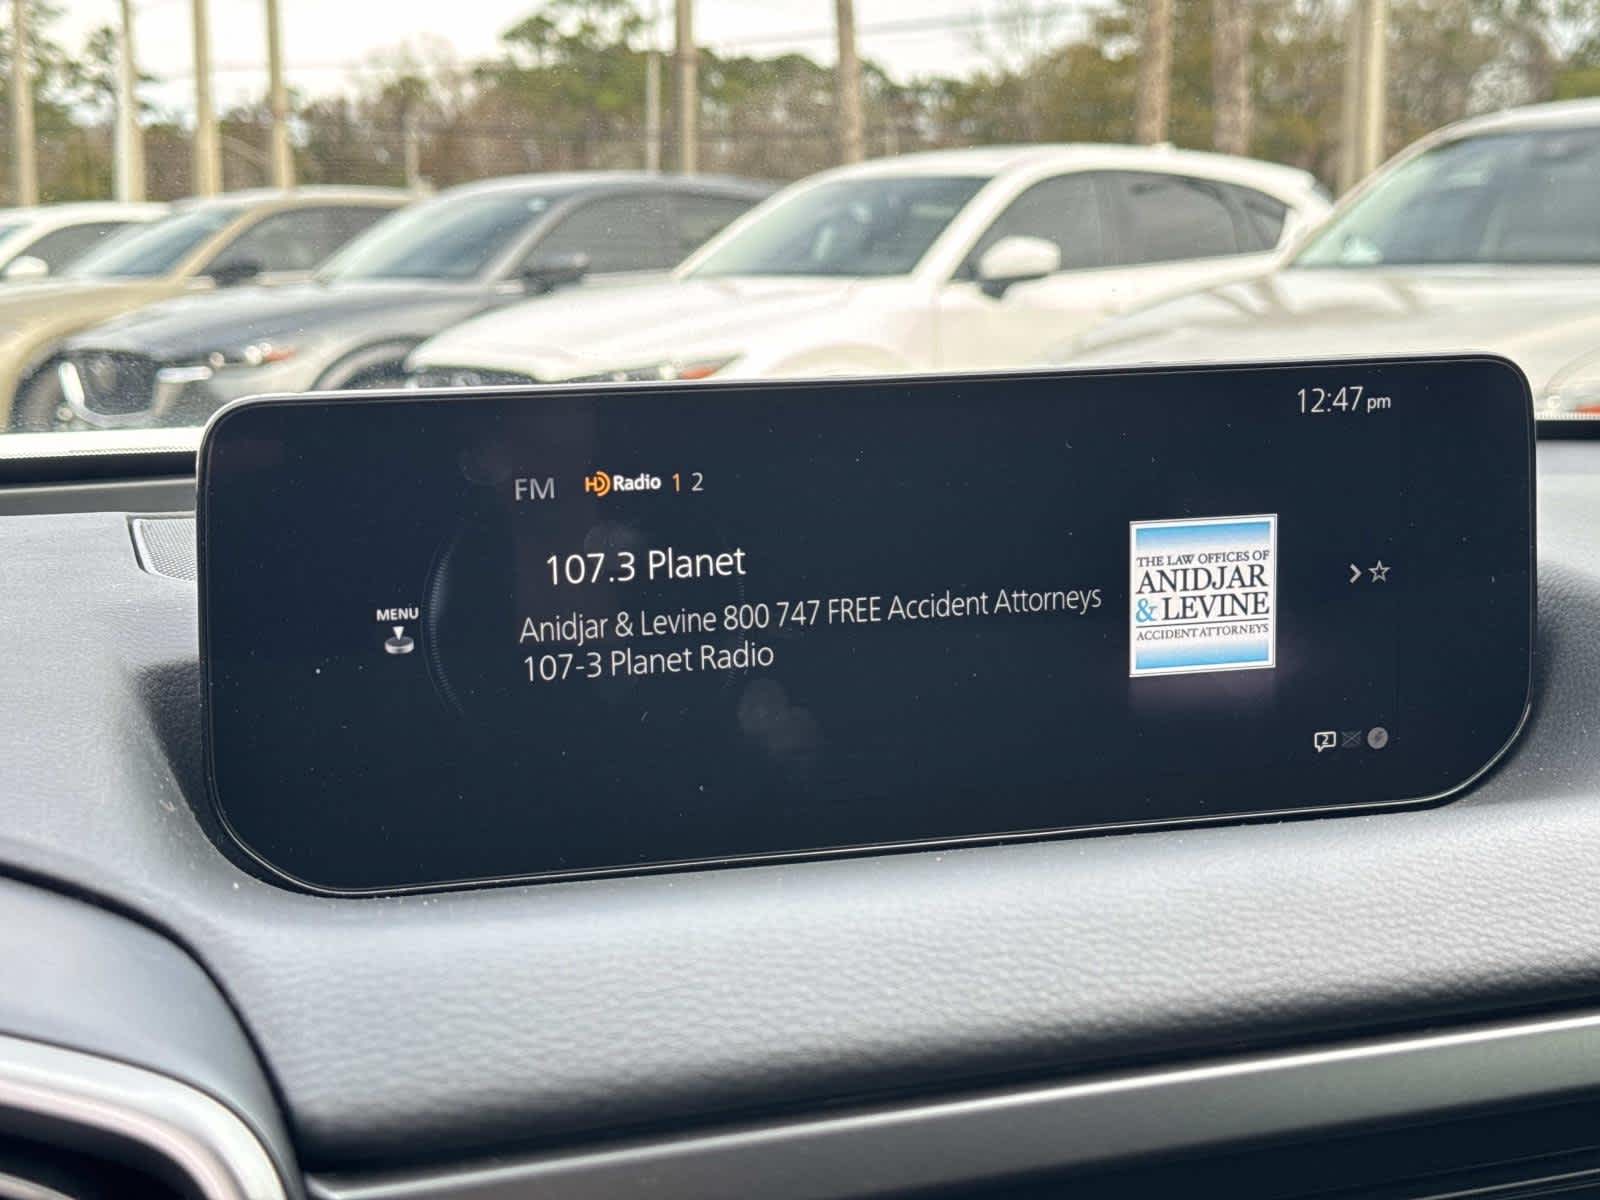 12:47 pm
FM HD Radio 1 2
107.3 Planet
Anidjar & Levine 800 747 FREE Accident Attorneys
107-3 Planet Radio
MENU
THE LAW OFFICES OF
ANIDJAR
& LEVINE
ACCIDENT ATTORNEYS
2